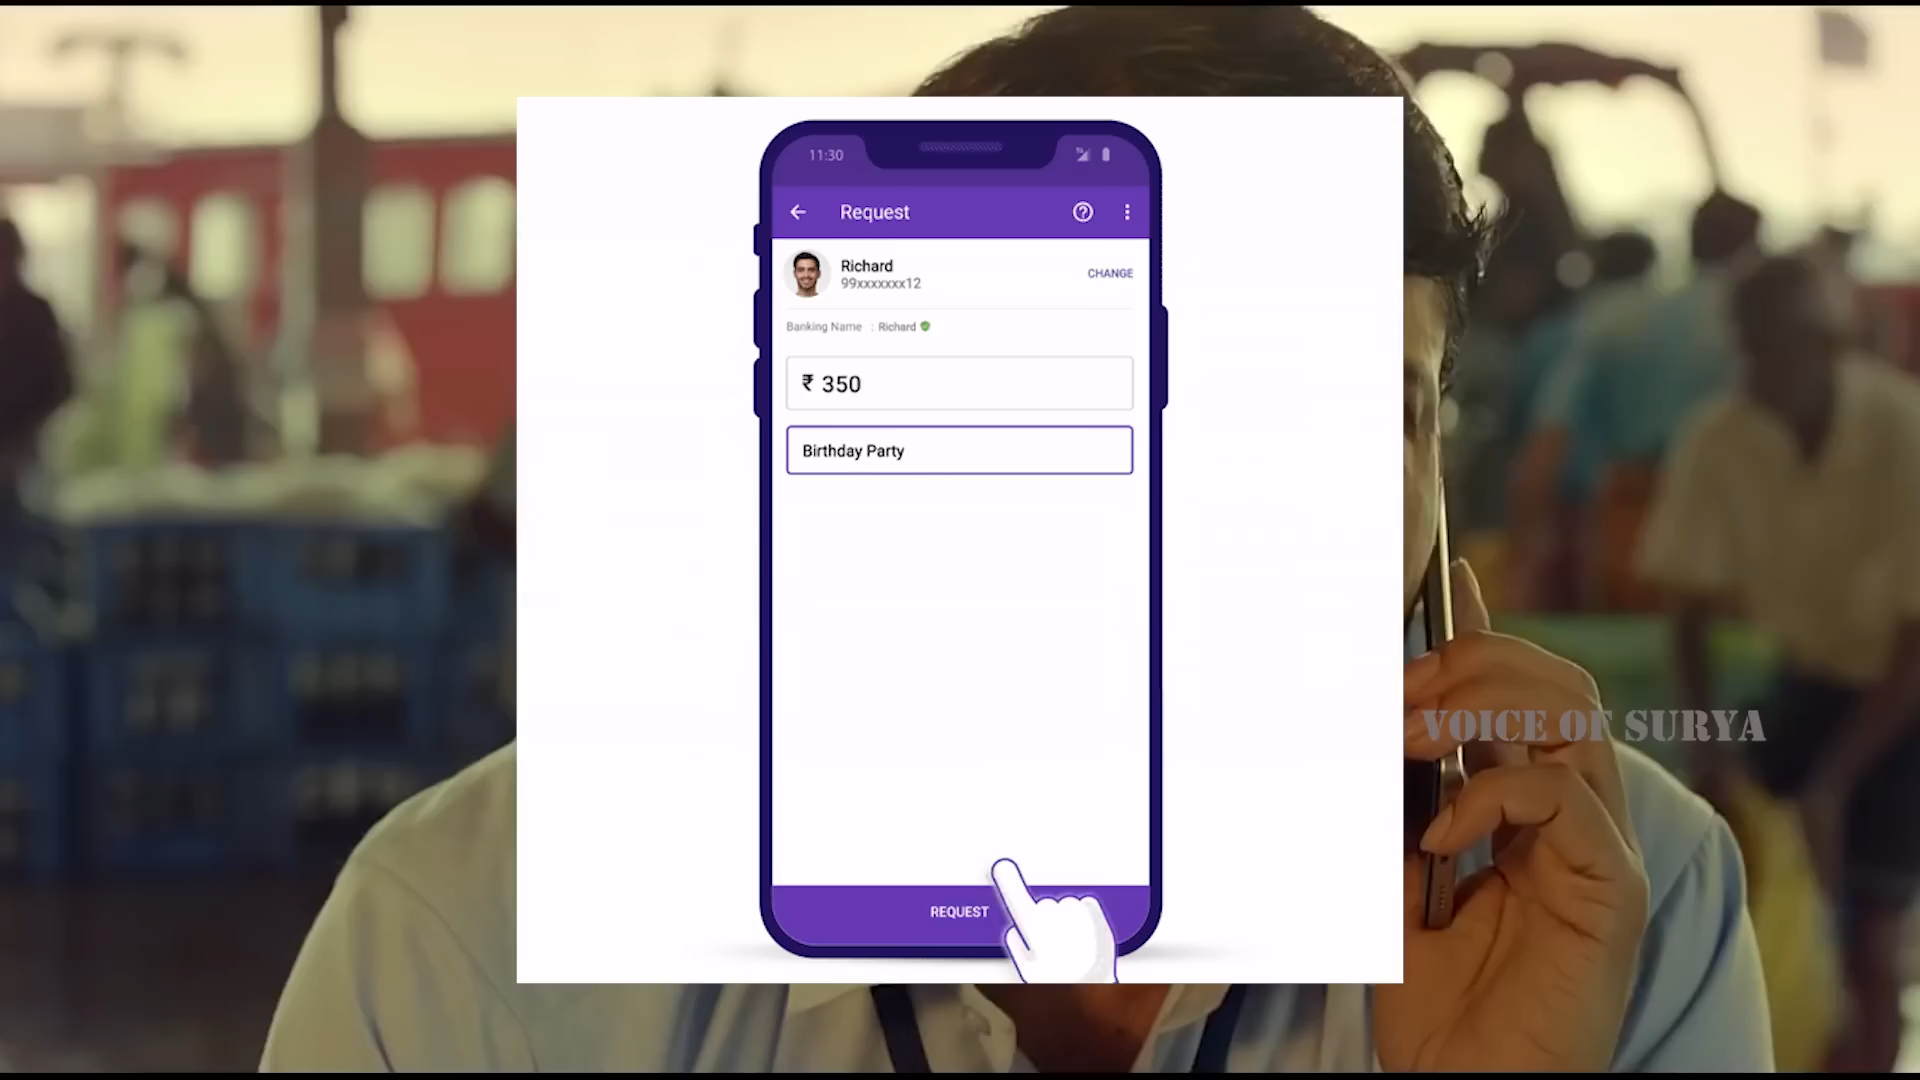 11:30
Request
Richard
99xxxxxxx12
CHANGE
Banking Name : Richard
₹ 350
Birthday Party
REQUEST
VOICE OF SURYA